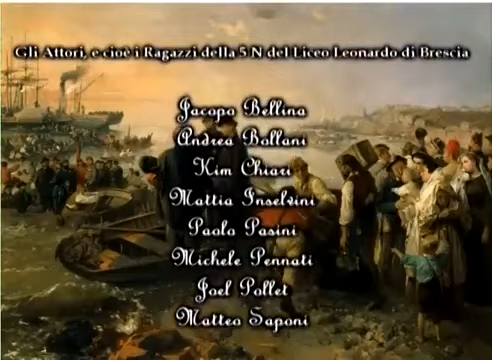 Gli Attori, e cioè i Ragazzi della 5 N del Liceo Leonardo di Brescia
Jacopo Bellina
Andrea Bollani
Kim Chiari
Mattia Inselvini
Paolo Pasini
Michele Pennati
Joel Pollet
Matteo Saponi